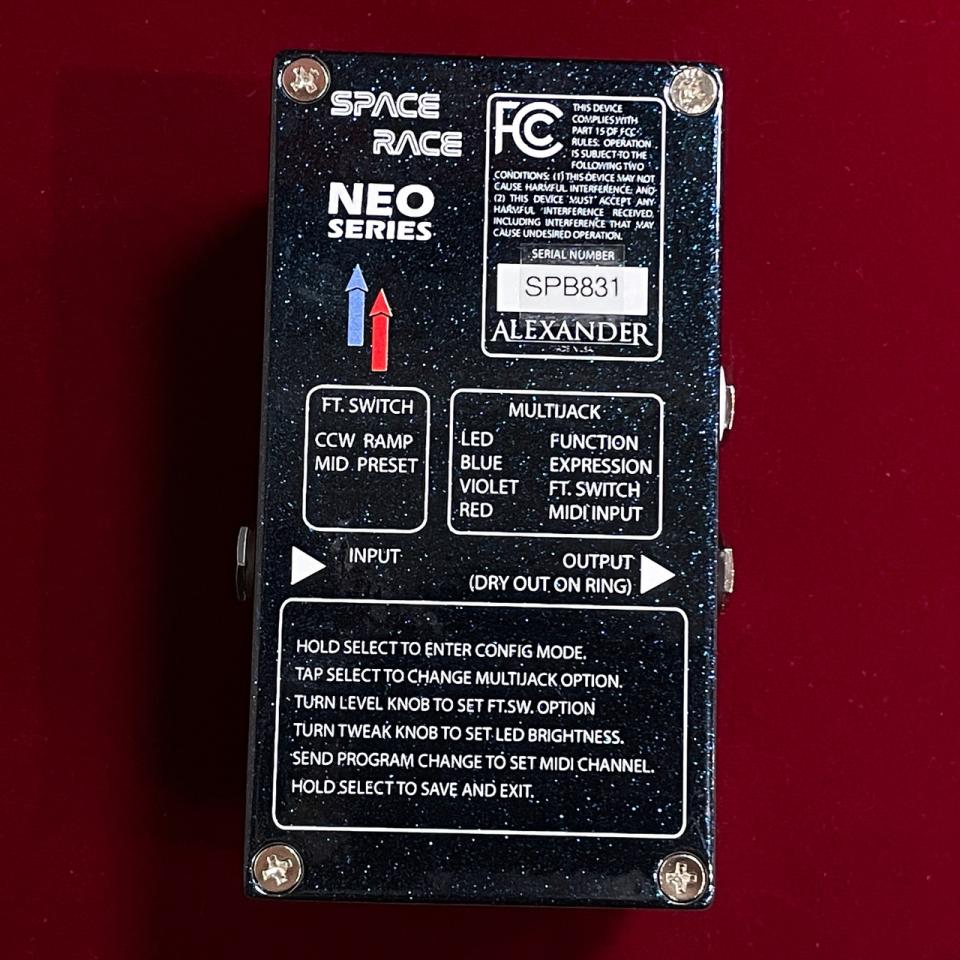 SPACE
RACE
NEO
SERIES
FCC
THIS DEVICE
COMPLIES WITH
PART 15 OF FCC
RULES: OPERATION
IS SUBJECT TO THE
FOLLOWING TWO
CONDITIONS: (1) THIS DEVICE MAY NOT
CAUSE HARMFUL INTERFERENCE, AND
(2) THIS DEVICE MUST ACCEPT ANY
HARMFUL INTERFERENCE RECEIVED,
INCLUDING INTERFERENCE THAT MAY
CAUSE UNDESIRED OPERATION.
SERIAL NUMBER
SPB831
ALEXANDER
MADE IN USA
FT. SWITCH
CCW RAMP
MID PRESET
MULTIJACK
LED FUNCTION
BLUE EXPRESSION
VIOLET FT. SWITCH
RED MIDI INPUT
INPUT
OUTPUT
(DRY OUT ON RING)
HOLD SELECT TO ENTER CONFIG MODE.
TAP SELECT TO CHANGE MULTIJACK OPTION.
TURN LEVEL KNOB TO SET FT.SW. OPTION
TURN TWEAK KNOB TO SET LED BRIGHTNESS.
SEND PROGRAM CHANGE TO SET MIDI CHANNEL.
HOLD SELECT TO SAVE AND EXIT.